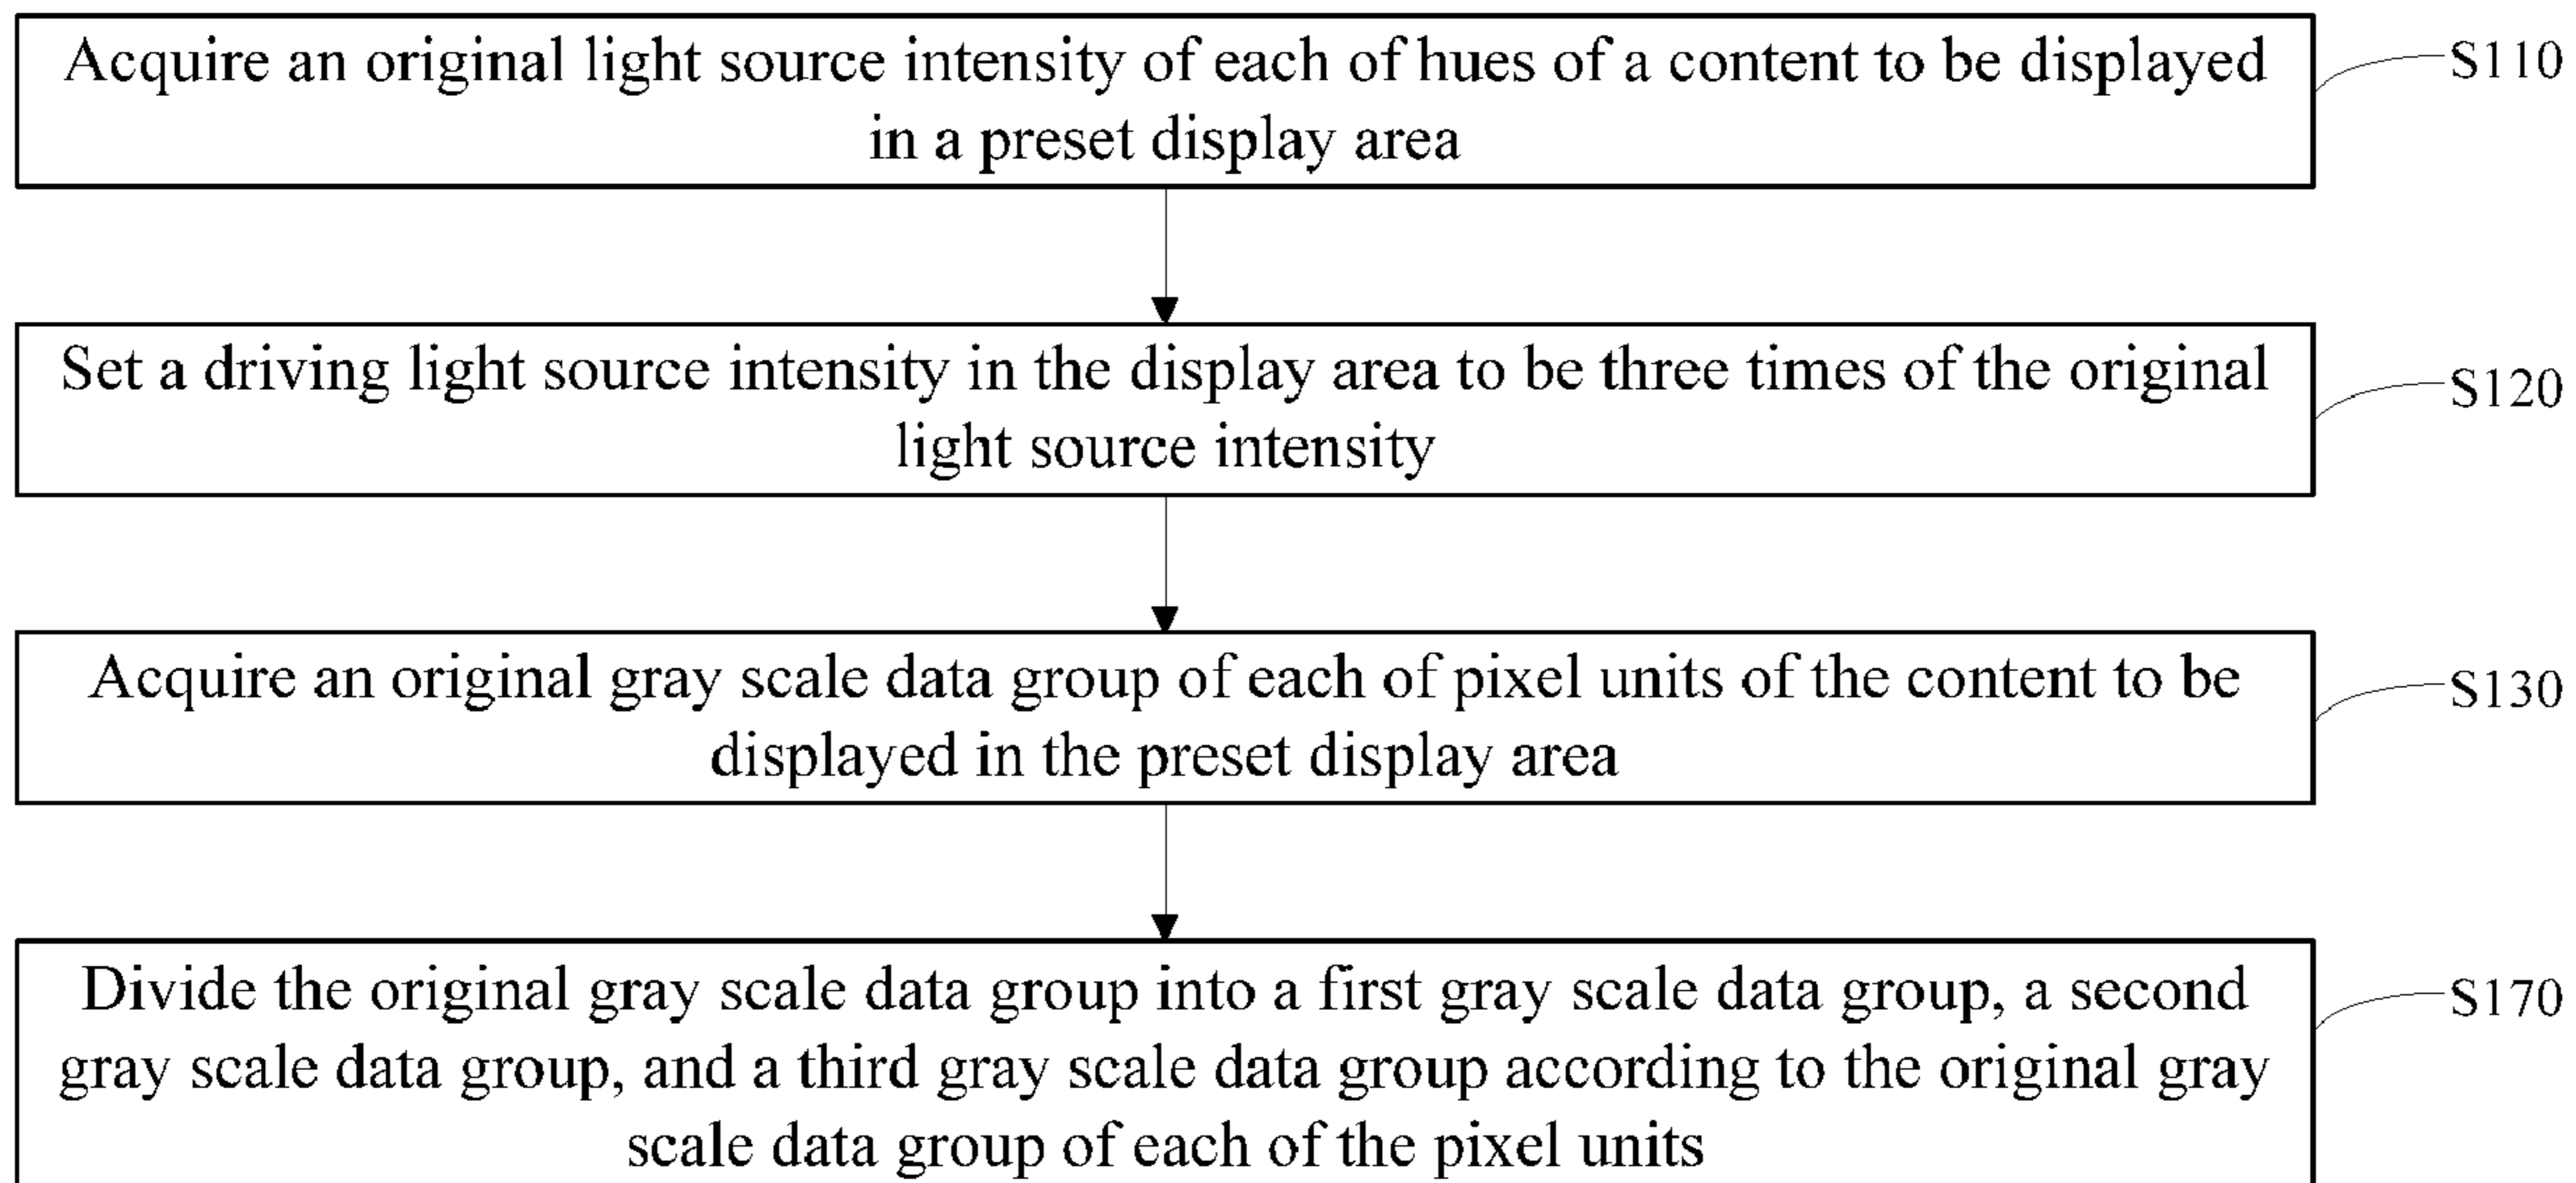 Acquire an original light source intensity of each of hues of a content to be displayed
in a preset display area
S110
Set a driving light source intensity in the display area to be three times of the original
light source intensity
S120
Acquire an original gray scale data group of each of pixel units of the content to be
displayed in the preset display area
S130
Divide the original gray scale data group into a first gray scale data group, a second
gray scale data group, and a third gray scale data group according to the original gray
scale data group of each of the pixel units
S170